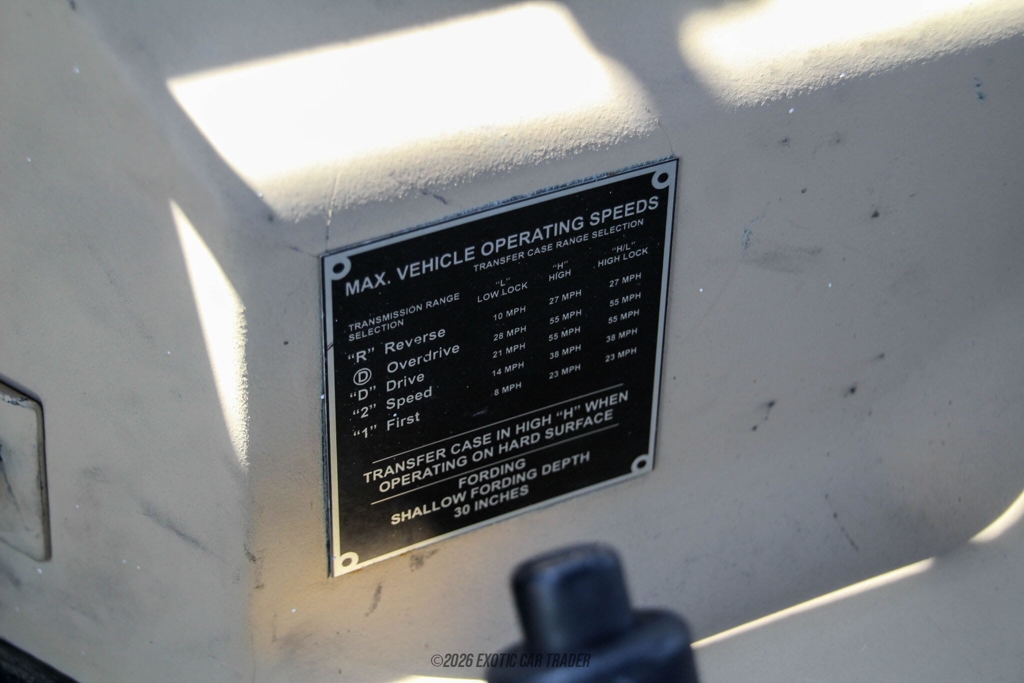 MAX. VEHICLE OPERATING SPEEDS
TRANSFER CASE RANGE SELECTION
TRANSMISSION RANGE SELECTION "L" LOW LOCK "H" HIGH "H/L" HIGH LOCK
"R" Reverse 10 MPH 27 MPH 27 MPH
Ⓓ Overdrive 28 MPH 55 MPH 55 MPH
"D" Drive 21 MPH 55 MPH 55 MPH
"2" Speed 14 MPH 38 MPH 38 MPH
"1" First 8 MPH 23 MPH 23 MPH
TRANSFER CASE IN HIGH "H" WHEN
OPERATING ON HARD SURFACE
FORDING
SHALLOW FORDING DEPTH
30 INCHES
©2026 EXOTIC CAR TRADER